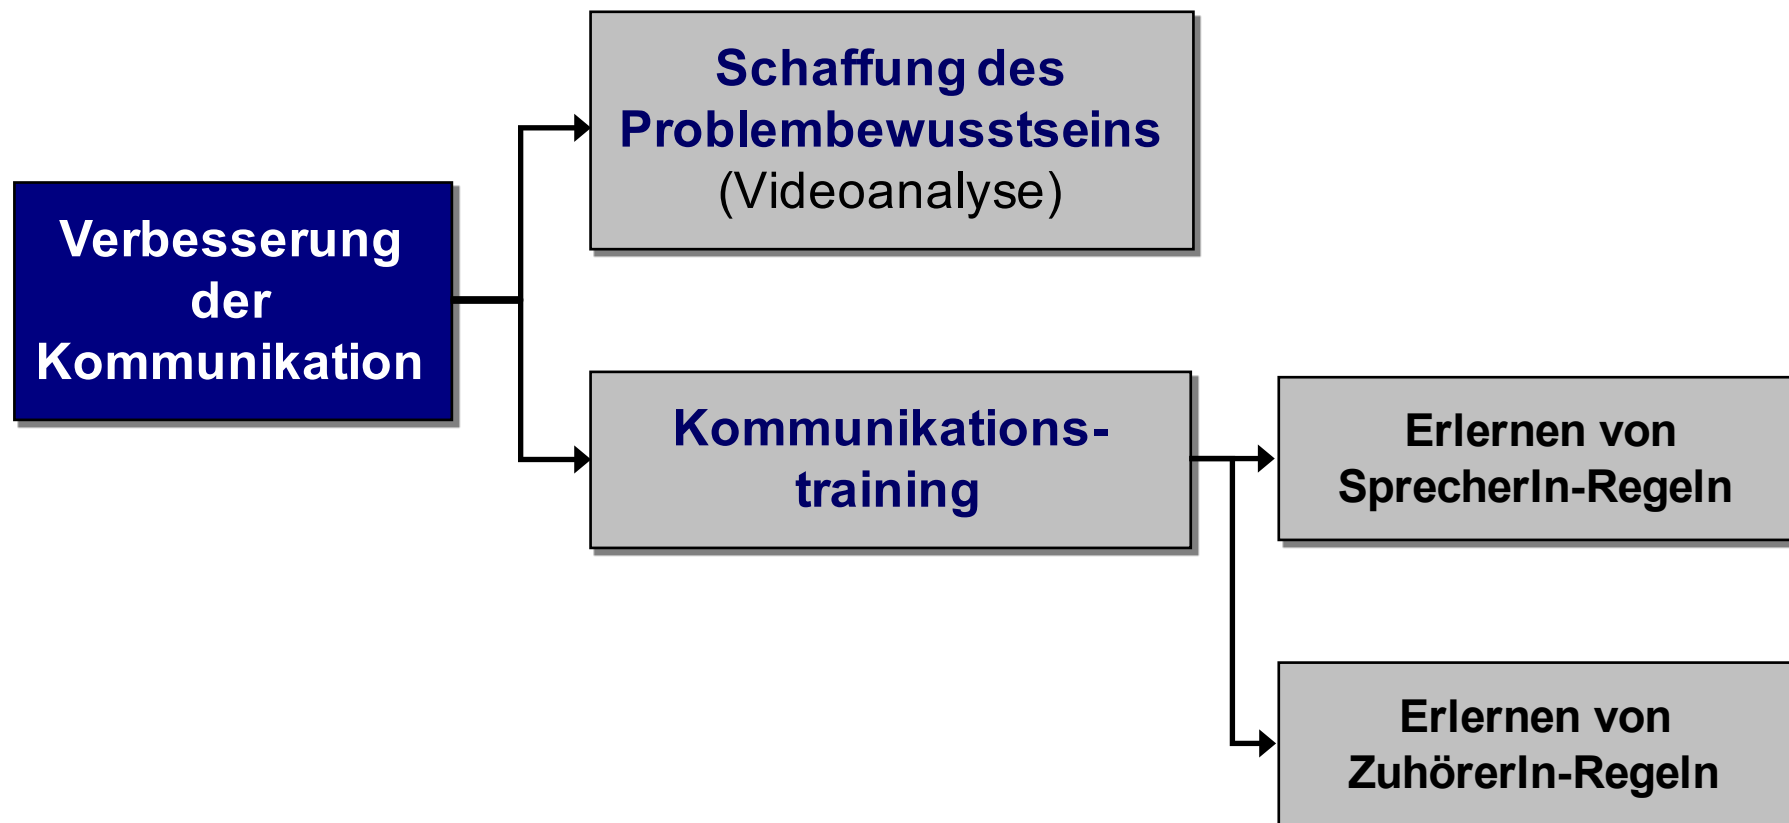 Verbesserung
der
Kommunikation
Schaffung des
Problembewusstseins
(Videoanalyse)
Kommunikations-
training
Erlernen von
SprecherIn-Regeln
Erlernen von
ZuhörerIn-Regeln